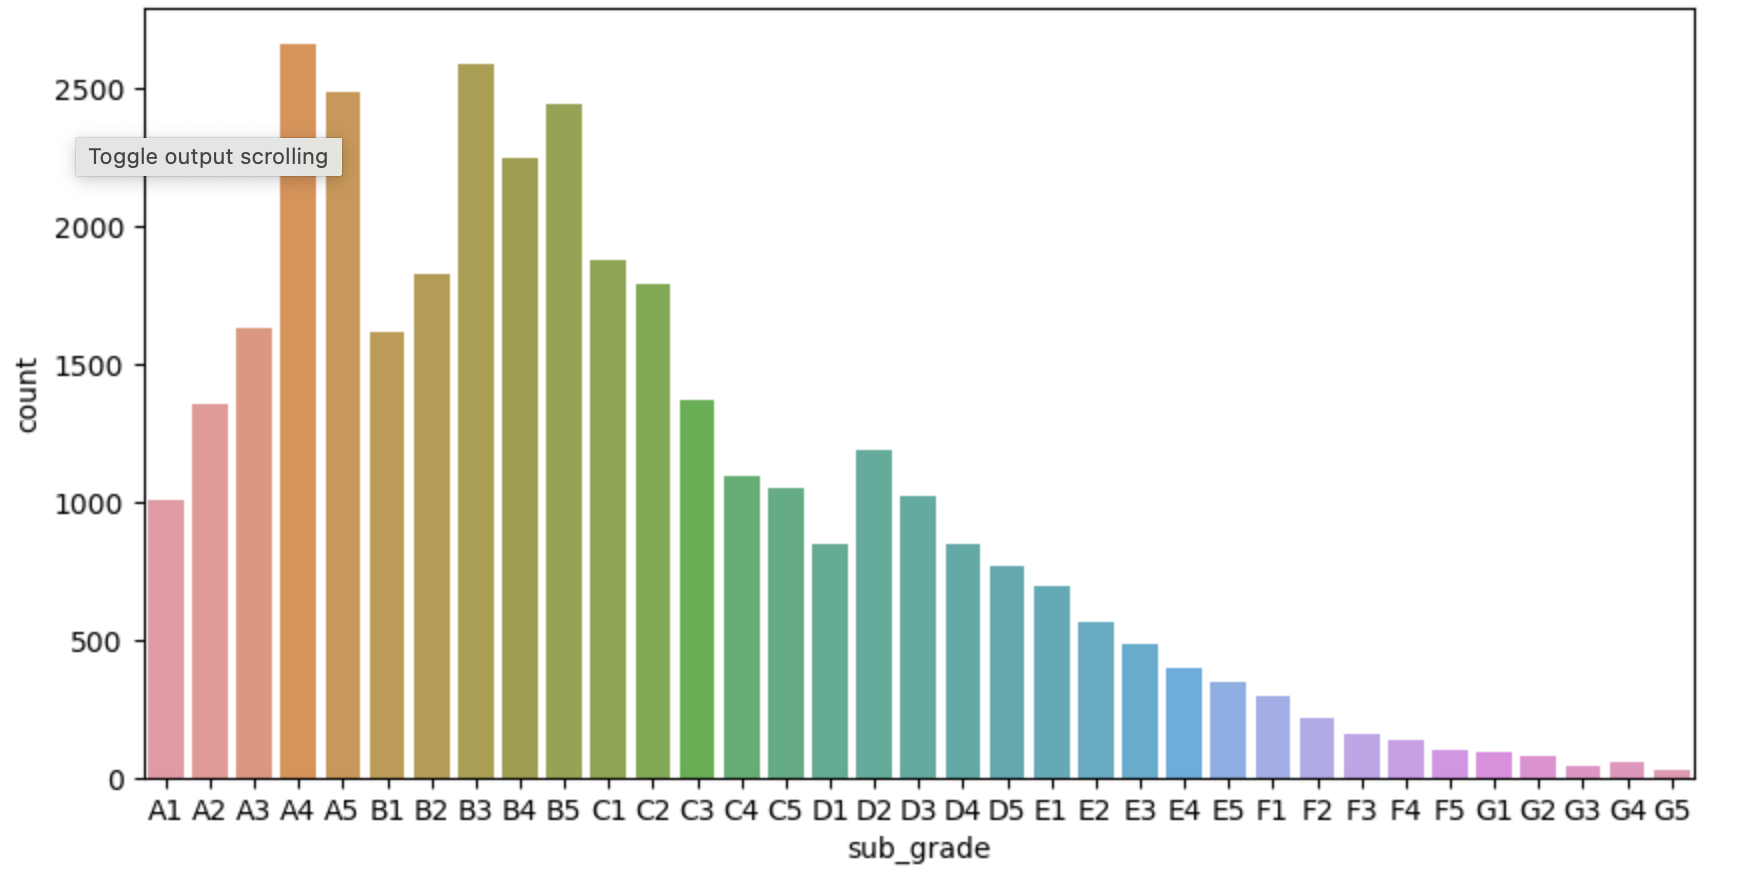 2500
Toggle output scrolling
2000
1500
count
1000
500
0
A1 A2 A3 A4 A5 B1 B2 B3 B4 B5 C1 C2 C3 C4 C5 D1 D2 D3 D4 D5 E1 E2 E3 E4 E5 F1 F2 F3 F4 F5 G1 G2 G3 G4 G5
sub_grade